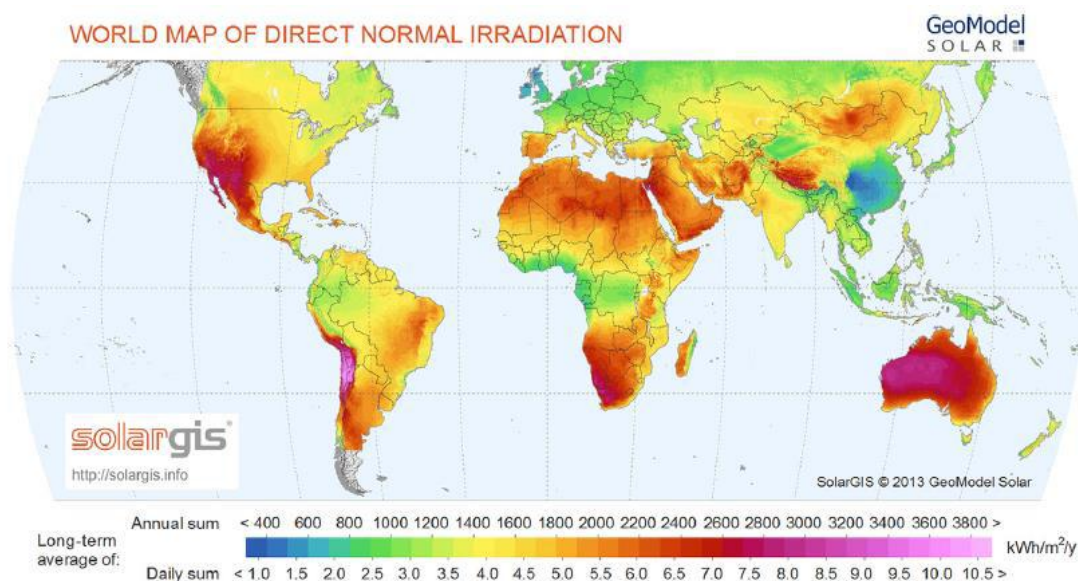 WORLD MAP OF DIRECT NORMAL IRRADIATION
GeoModel
SOLAR
solargis
http://solargis.info
SolarGIS © 2013 GeoModel Solar
Annual sum < 400 600 800 1000 1200 1400 1600 1800 2000 2200 2400 2600 2800 3000 3200 3400 3600 3800 >
Long-term
average of:
kWh/m²/y
Daily sum < 1.0 1.5 2.0 2.5 3.0 3.5 4.0 4.5 5.0 5.5 6.0 6.5 7.0 7.5 8.0 8.5 9.0 9.5 10.0 10.5 >